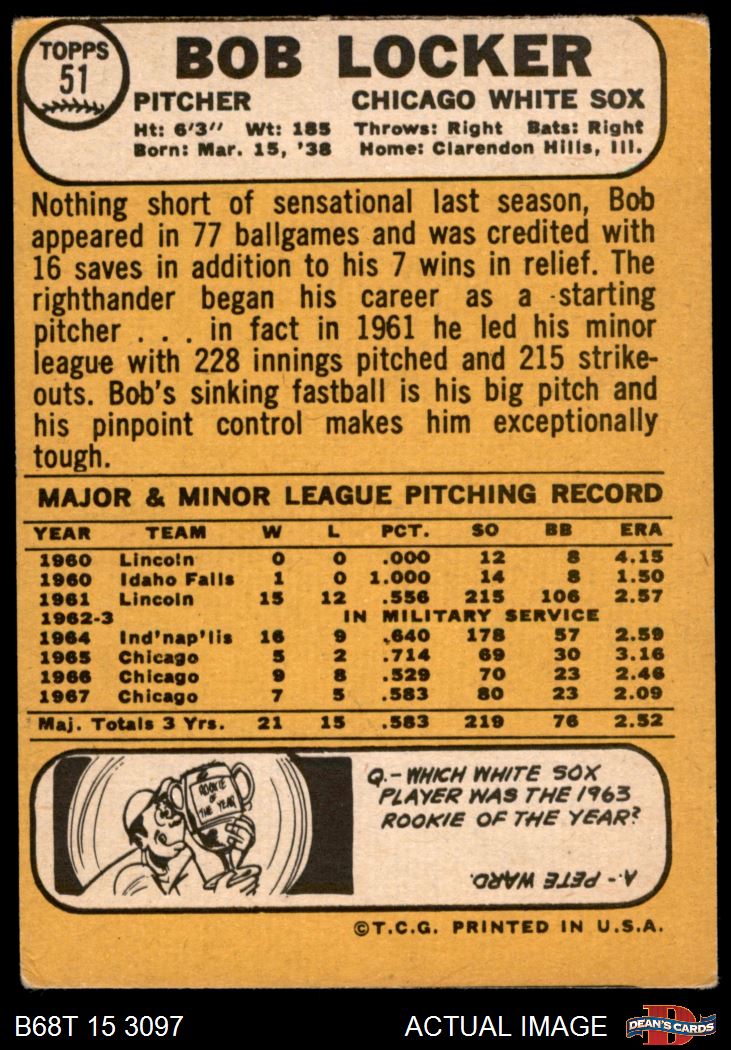 TOPPS
51
BOB LOCKER
PITCHER CHICAGO WHITE SOX
Ht: 6'3" Wt: 185 Throws: Right Bats: Right
Born: Mar. 15, '38 Home: Clarendon Hills, Ill.
Nothing short of sensational last season, Bob
appeared in 77 ballgames and was credited with
16 saves in addition to his 7 wins in relief. The
righthander began his career as a starting
pitcher . . . in fact in 1961 he led his minor
league with 228 innings pitched and 215 strike-
outs. Bob's sinking fastball is his big pitch and
his pinpoint control makes him exceptionally
tough.
MAJOR & MINOR LEAGUE PITCHING RECORD
YEAR TEAM W L PCT. SO BB ERA
1960 Lincoln 0 0 .000 12 8 4.15
1960 Idaho Falls 1 0 1.000 14 8 1.50
1961 Lincoln 15 12 .556 215 106 2.57
1962-3 IN MILITARY SERVICE
1964 Ind'nap'lis 16 9 .640 178 57 2.59
1965 Chicago 5 2 .714 69 30 3.16
1966 Chicago 9 8 .529 70 23 2.46
1967 Chicago 7 5 .583 80 23 2.09
Maj. Totals 3 Yrs. 21 15 .583 219 76 2.52
ROOKIE
OF
THE YEAR
Q.- WHICH WHITE SOX
PLAYER WAS THE 1963
ROOKIE OF THE YEAR?
A.- PETE WARD.
©T.C.G. PRINTED IN U.S.A.
B68T 15 3097 ACTUAL IMAGE
D
DEAN'S CARDS